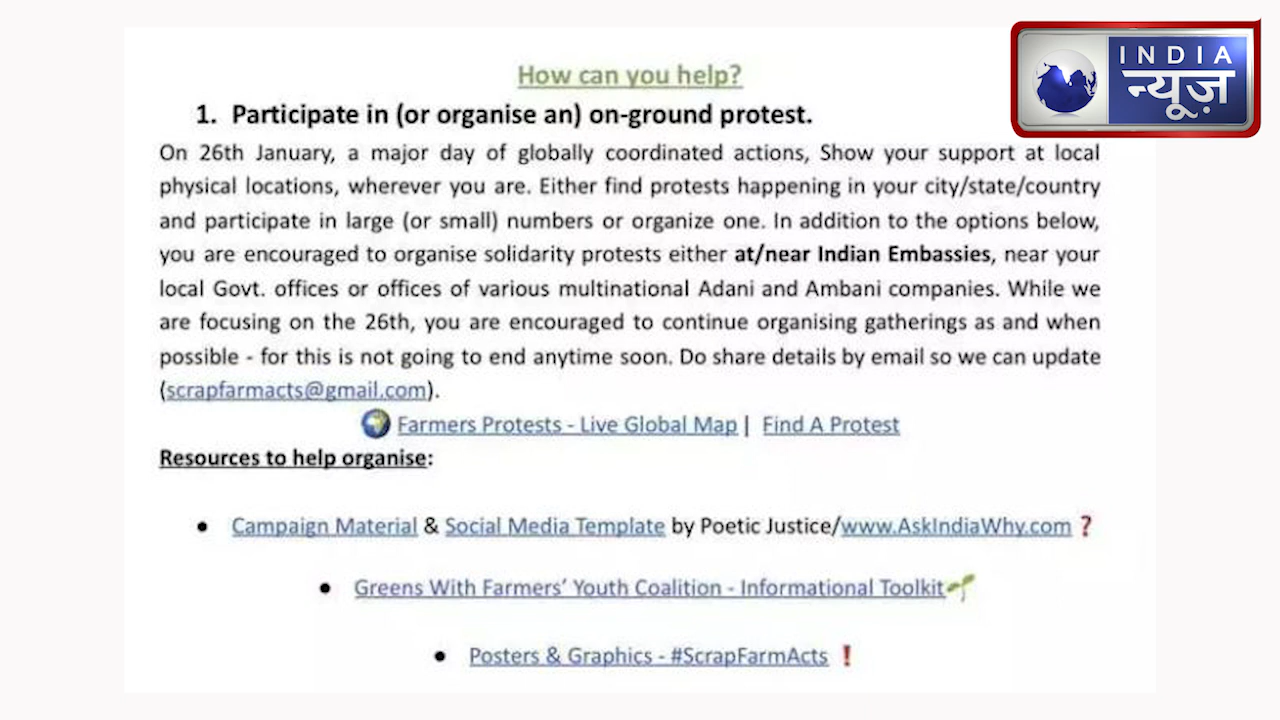 INDIA
न्यूज़
How can you help?
1. Participate in (or organise an) on-ground protest.
On 26th January, a major day of globally coordinated actions, Show your support at local
physical locations, wherever you are. Either find protests happening in your city/state/country
and participate in large (or small) numbers or organize one. In addition to the options below,
you are encouraged to organise solidarity protests either at/near Indian Embassies, near your
local Govt. offices or offices of various multinational Adani and Ambani companies. While we
are focusing on the 26th, you are encouraged to continue organising gatherings as and when
possible - for this is not going to end anytime soon. Do share details by email so we can update
(scrapfarmacts@gmail.com).
🌍 Farmers Protests - Live Global Map | Find A Protest
Resources to help organise:
● Campaign Material & Social Media Template by Poetic Justice/www.AskIndiaWhy.com ❓
● Greens With Farmers’ Youth Coalition - Informational Toolkit🌱
● Posters & Graphics - #ScrapFarmActs ❗